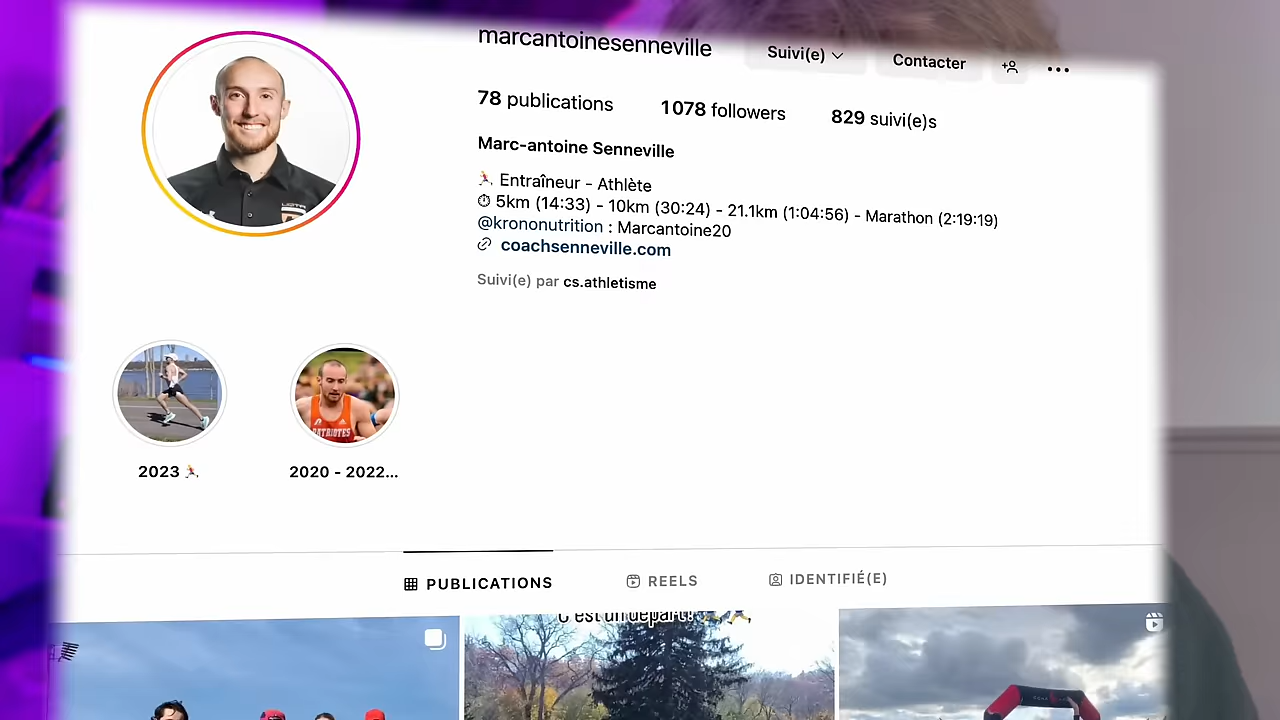 marcantoinesenneville
Suivi(e)
Contacter
78 publications
1078 followers
829 suivi(e)s
Marc-antoine Senneville
🏃 Entraîneur - Athlète
⏱ 5km (14:33) - 10km (30:24) - 21.1km (1:04:56) - Marathon (2:19:19)
@krononutrition : Marcantoine20
coachsenneville.com
Suivi(e) par cs.athletisme
PATRIOTES
2023 🏃
2020 - 2022...
PUBLICATIONS
REELS
IDENTIFIÉ(E)
C'est un départ!